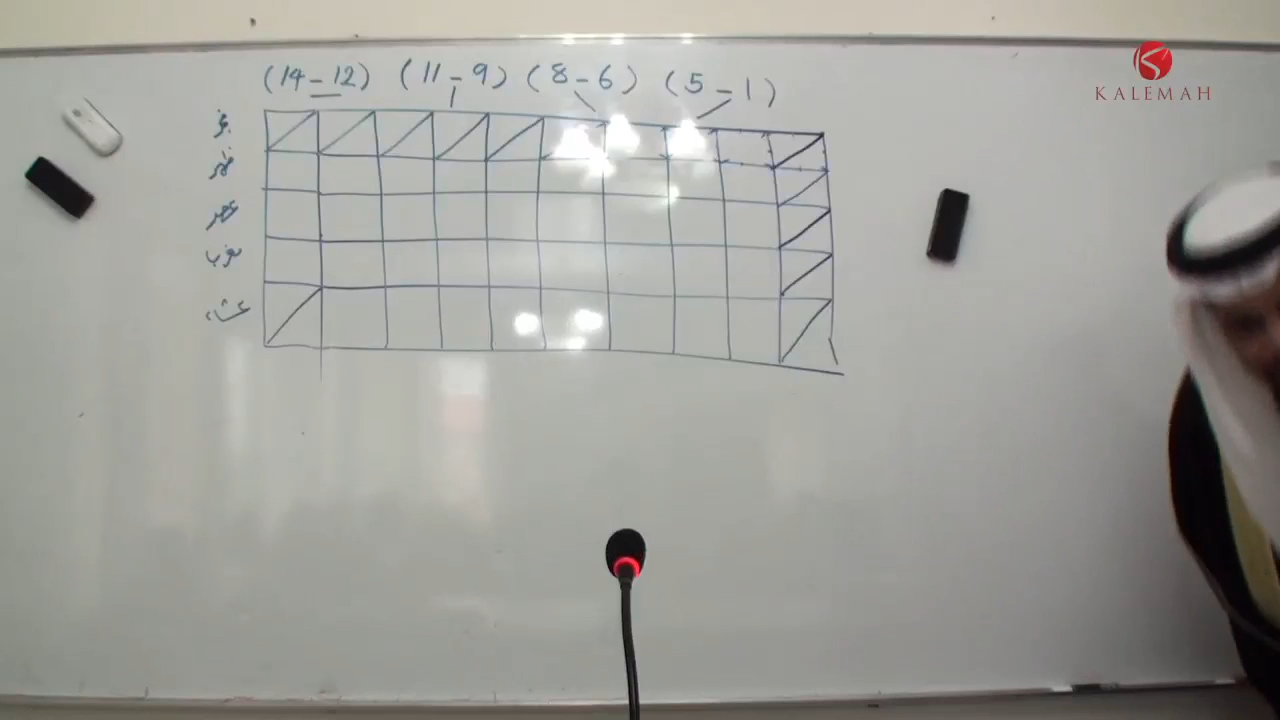 KALEMAH
(14-12) (11-9) (8-6) (5-1)
فجر
ظهر
عصر
مغرب
عشاء